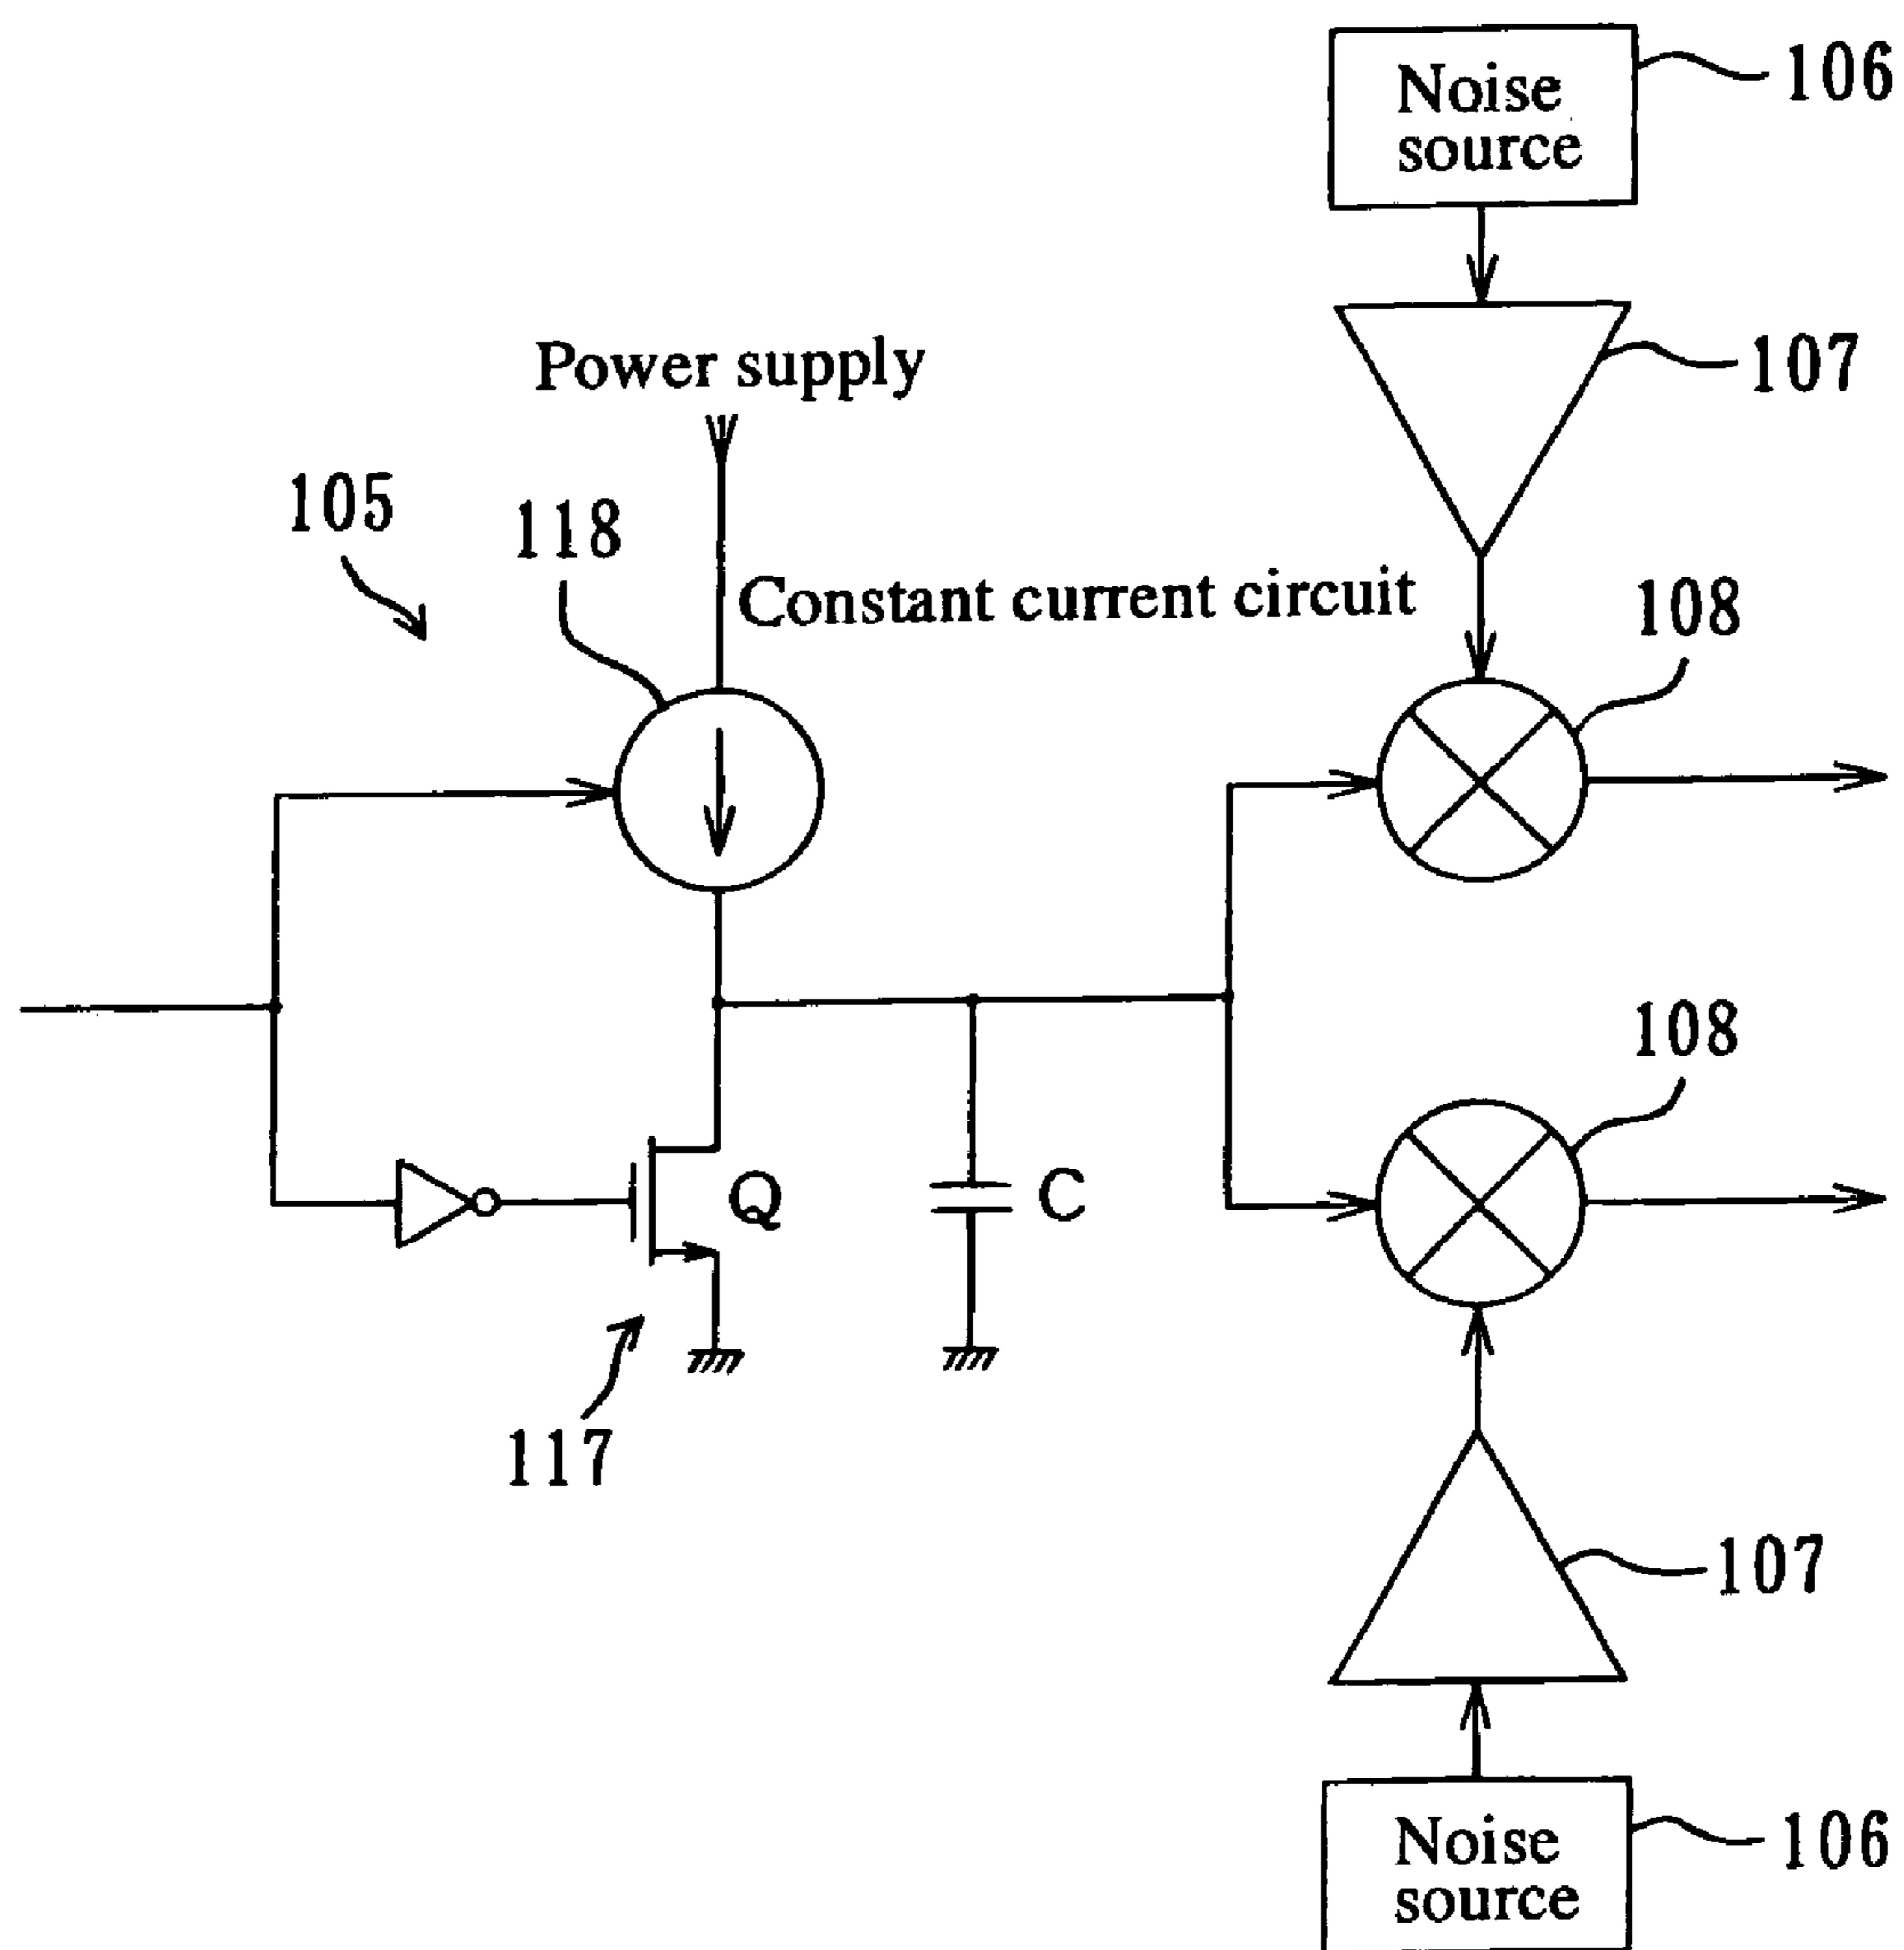 Noise
source
106
107
Power supply
105
118
Constant current circuit
108
108
Q
C
117
107
Noise
source
106